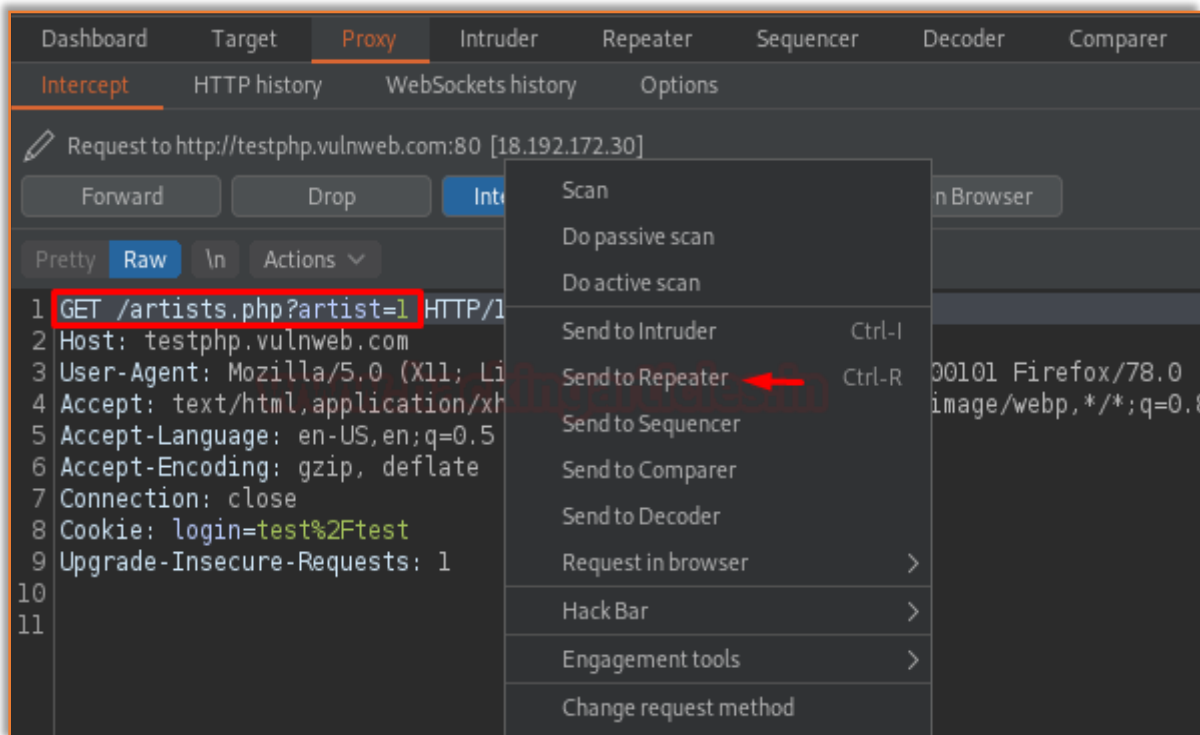 Dashboard Target Proxy Intruder Repeater Sequencer Decoder Comparer
Intercept HTTP history WebSockets history Options
Request to http://testphp.vulnweb.com:80 [18.192.172.30]
Forward Drop Inte n Browser
Pretty Raw \n Actions
1 GET /artists.php?artist=1 HTTP/1
2 Host: testphp.vulnweb.com
3 User-Agent: Mozilla/5.0 (X11; Li 00101 Firefox/78.0
4 Accept: text/html,application/xh image/webp,*/*;q=0.8
5 Accept-Language: en-US,en;q=0.5
6 Accept-Encoding: gzip, deflate
7 Connection: close
8 Cookie: login=test%2Ftest
9 Upgrade-Insecure-Requests: 1
10
11
Scan
Do passive scan
Do active scan
Send to Intruder Ctrl-I
Send to Repeater Ctrl-R
Send to Sequencer
Send to Comparer
Send to Decoder
Request in browser
Hack Bar
Engagement tools
Change request method